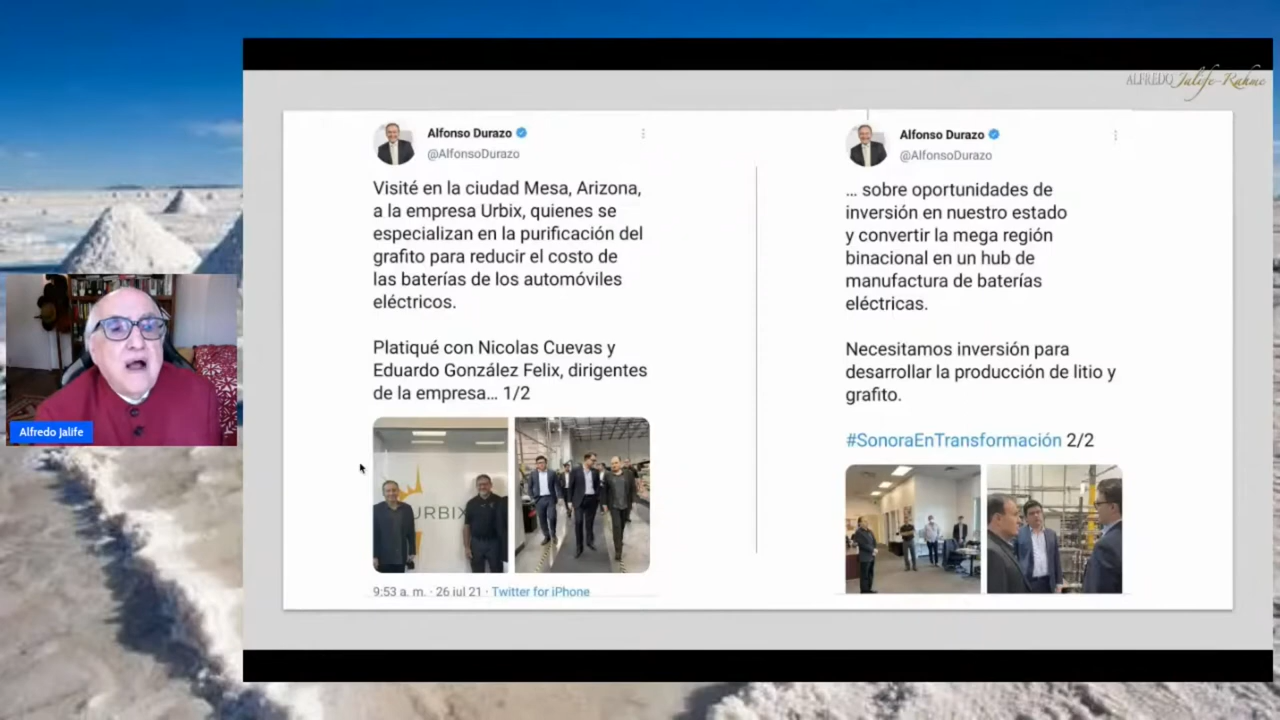 ALFREDO Jalife-Rahme
Alfonso Durazo
@AlfonsoDurazo
Visité en la ciudad Mesa, Arizona,
a la empresa Urbix, quienes se
especializan en la purificación del
grafito para reducir el costo de
las baterías de los automóviles
eléctricos.
Platiqué con Nicolas Cuevas y
Eduardo González Felix, dirigentes
de la empresa... 1/2
URBIX
9:53 a. m. · 26 jul 21 · Twitter for iPhone
Alfonso Durazo
@AlfonsoDurazo
... sobre oportunidades de
inversión en nuestro estado
y convertir la mega región
binacional en un hub de
manufactura de baterías
eléctricas.
Necesitamos inversión para
desarrollar la producción de litio y
grafito.
#SonoraEnTransformación 2/2
Alfredo Jalife